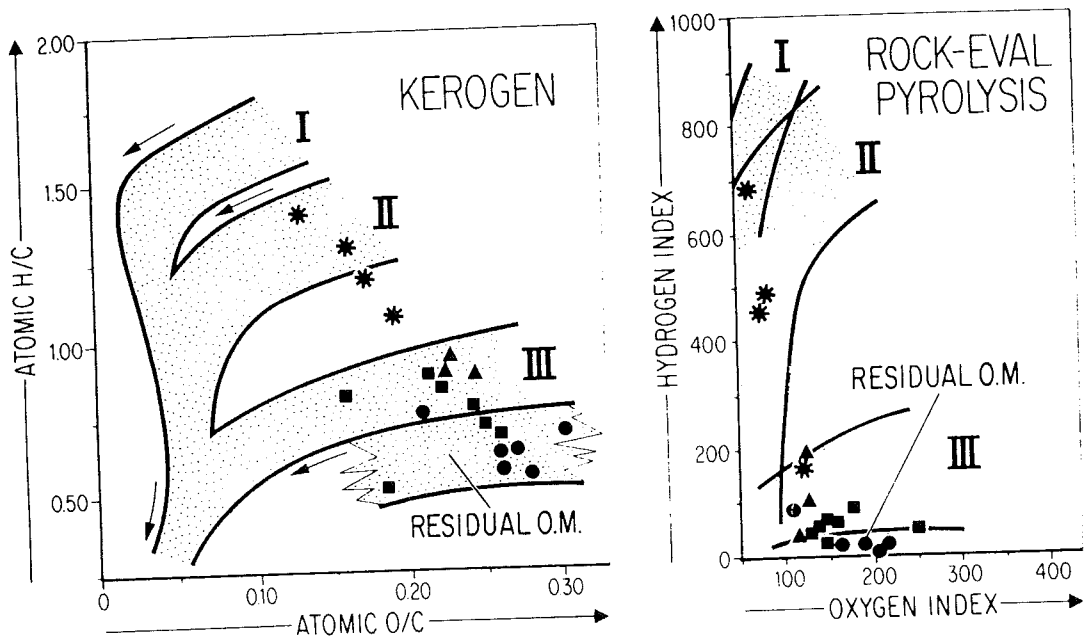 KEROGEN
I
II
III
RESIDUAL O.M.
2.00
1.50
1.00
0.50
ATOMIC H/C
0
0.10
0.20
0.30
ATOMIC O/C
ROCK-EVAL
PYROLYSIS
I
II
RESIDUAL O.M.
III
1000
800
600
400
200
0
HYDROGEN INDEX
100
200
300
400
OXYGEN INDEX